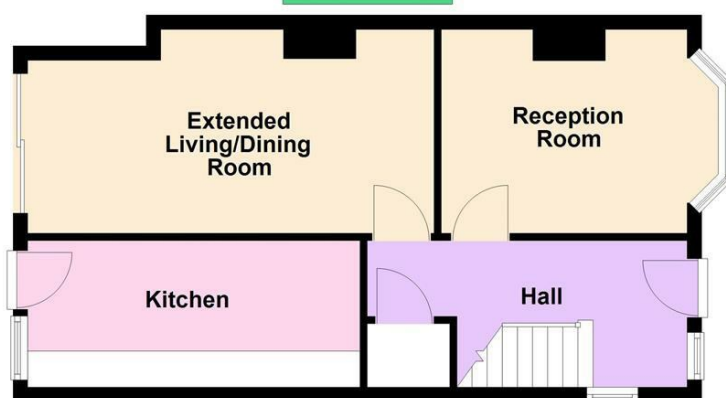 Extended
Living/Dining
Room
Reception
Room
Kitchen
Hall